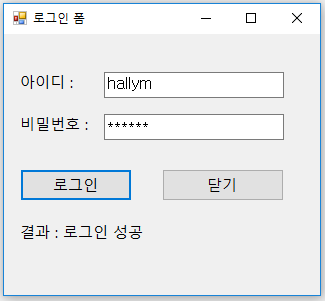 로그인 폼
아이디 : hallym
비밀번호 : ******
로그인 닫기
결과 : 로그인 성공